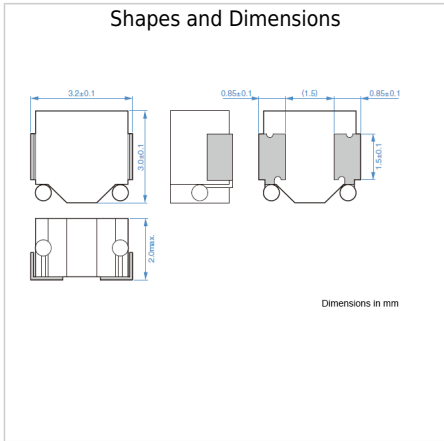 Shapes and Dimensions
3.2±0.1
0.85±0.1
(1.5)
0.85±0.1
3.0±0.1
1.5±0.1
2.0max.
Dimensions in mm